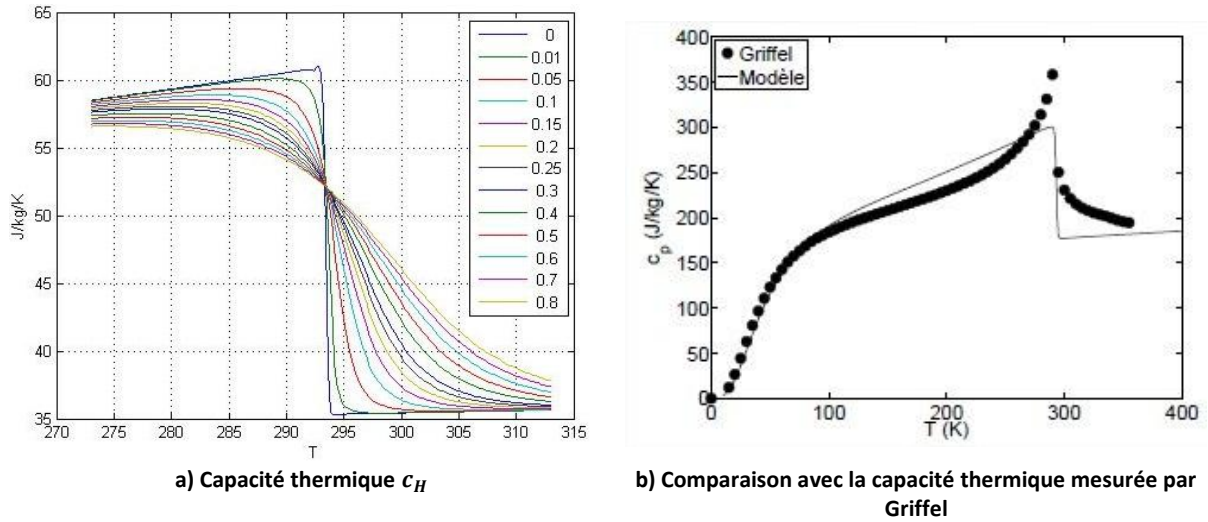 65
60
55
50
45
40
35
270 275 280 285 290 295 300 305 310 315
J/kg/K
T
0
0.01
0.05
0.1
0.15
0.2
0.25
0.3
0.4
0.5
0.6
0.7
0.8
a) Capacité thermique c_H
400
350
300
250
200
150
100
50
0
0 100 200 300 400
c_p (J/kg/K)
T (K)
Griffel
Modèle
b) Comparaison avec la capacité thermique mesurée par
Griffel